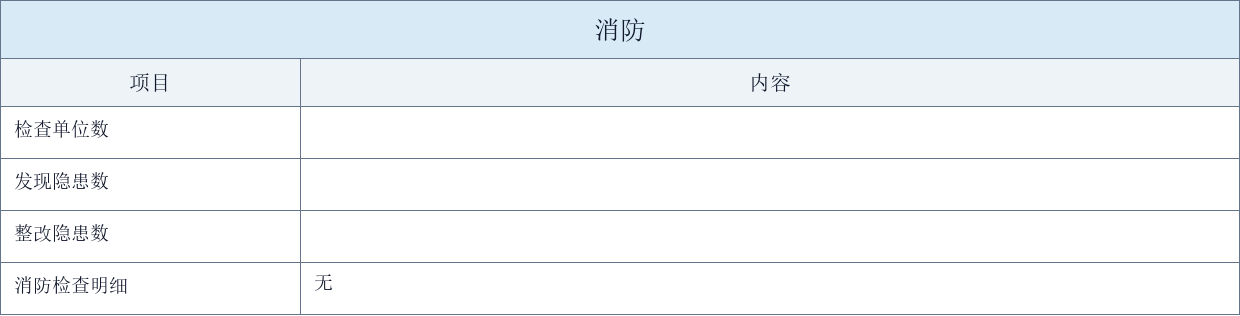 消防
项目 内容
检查单位数
发现隐患数
整改隐患数
消防检查明细 无